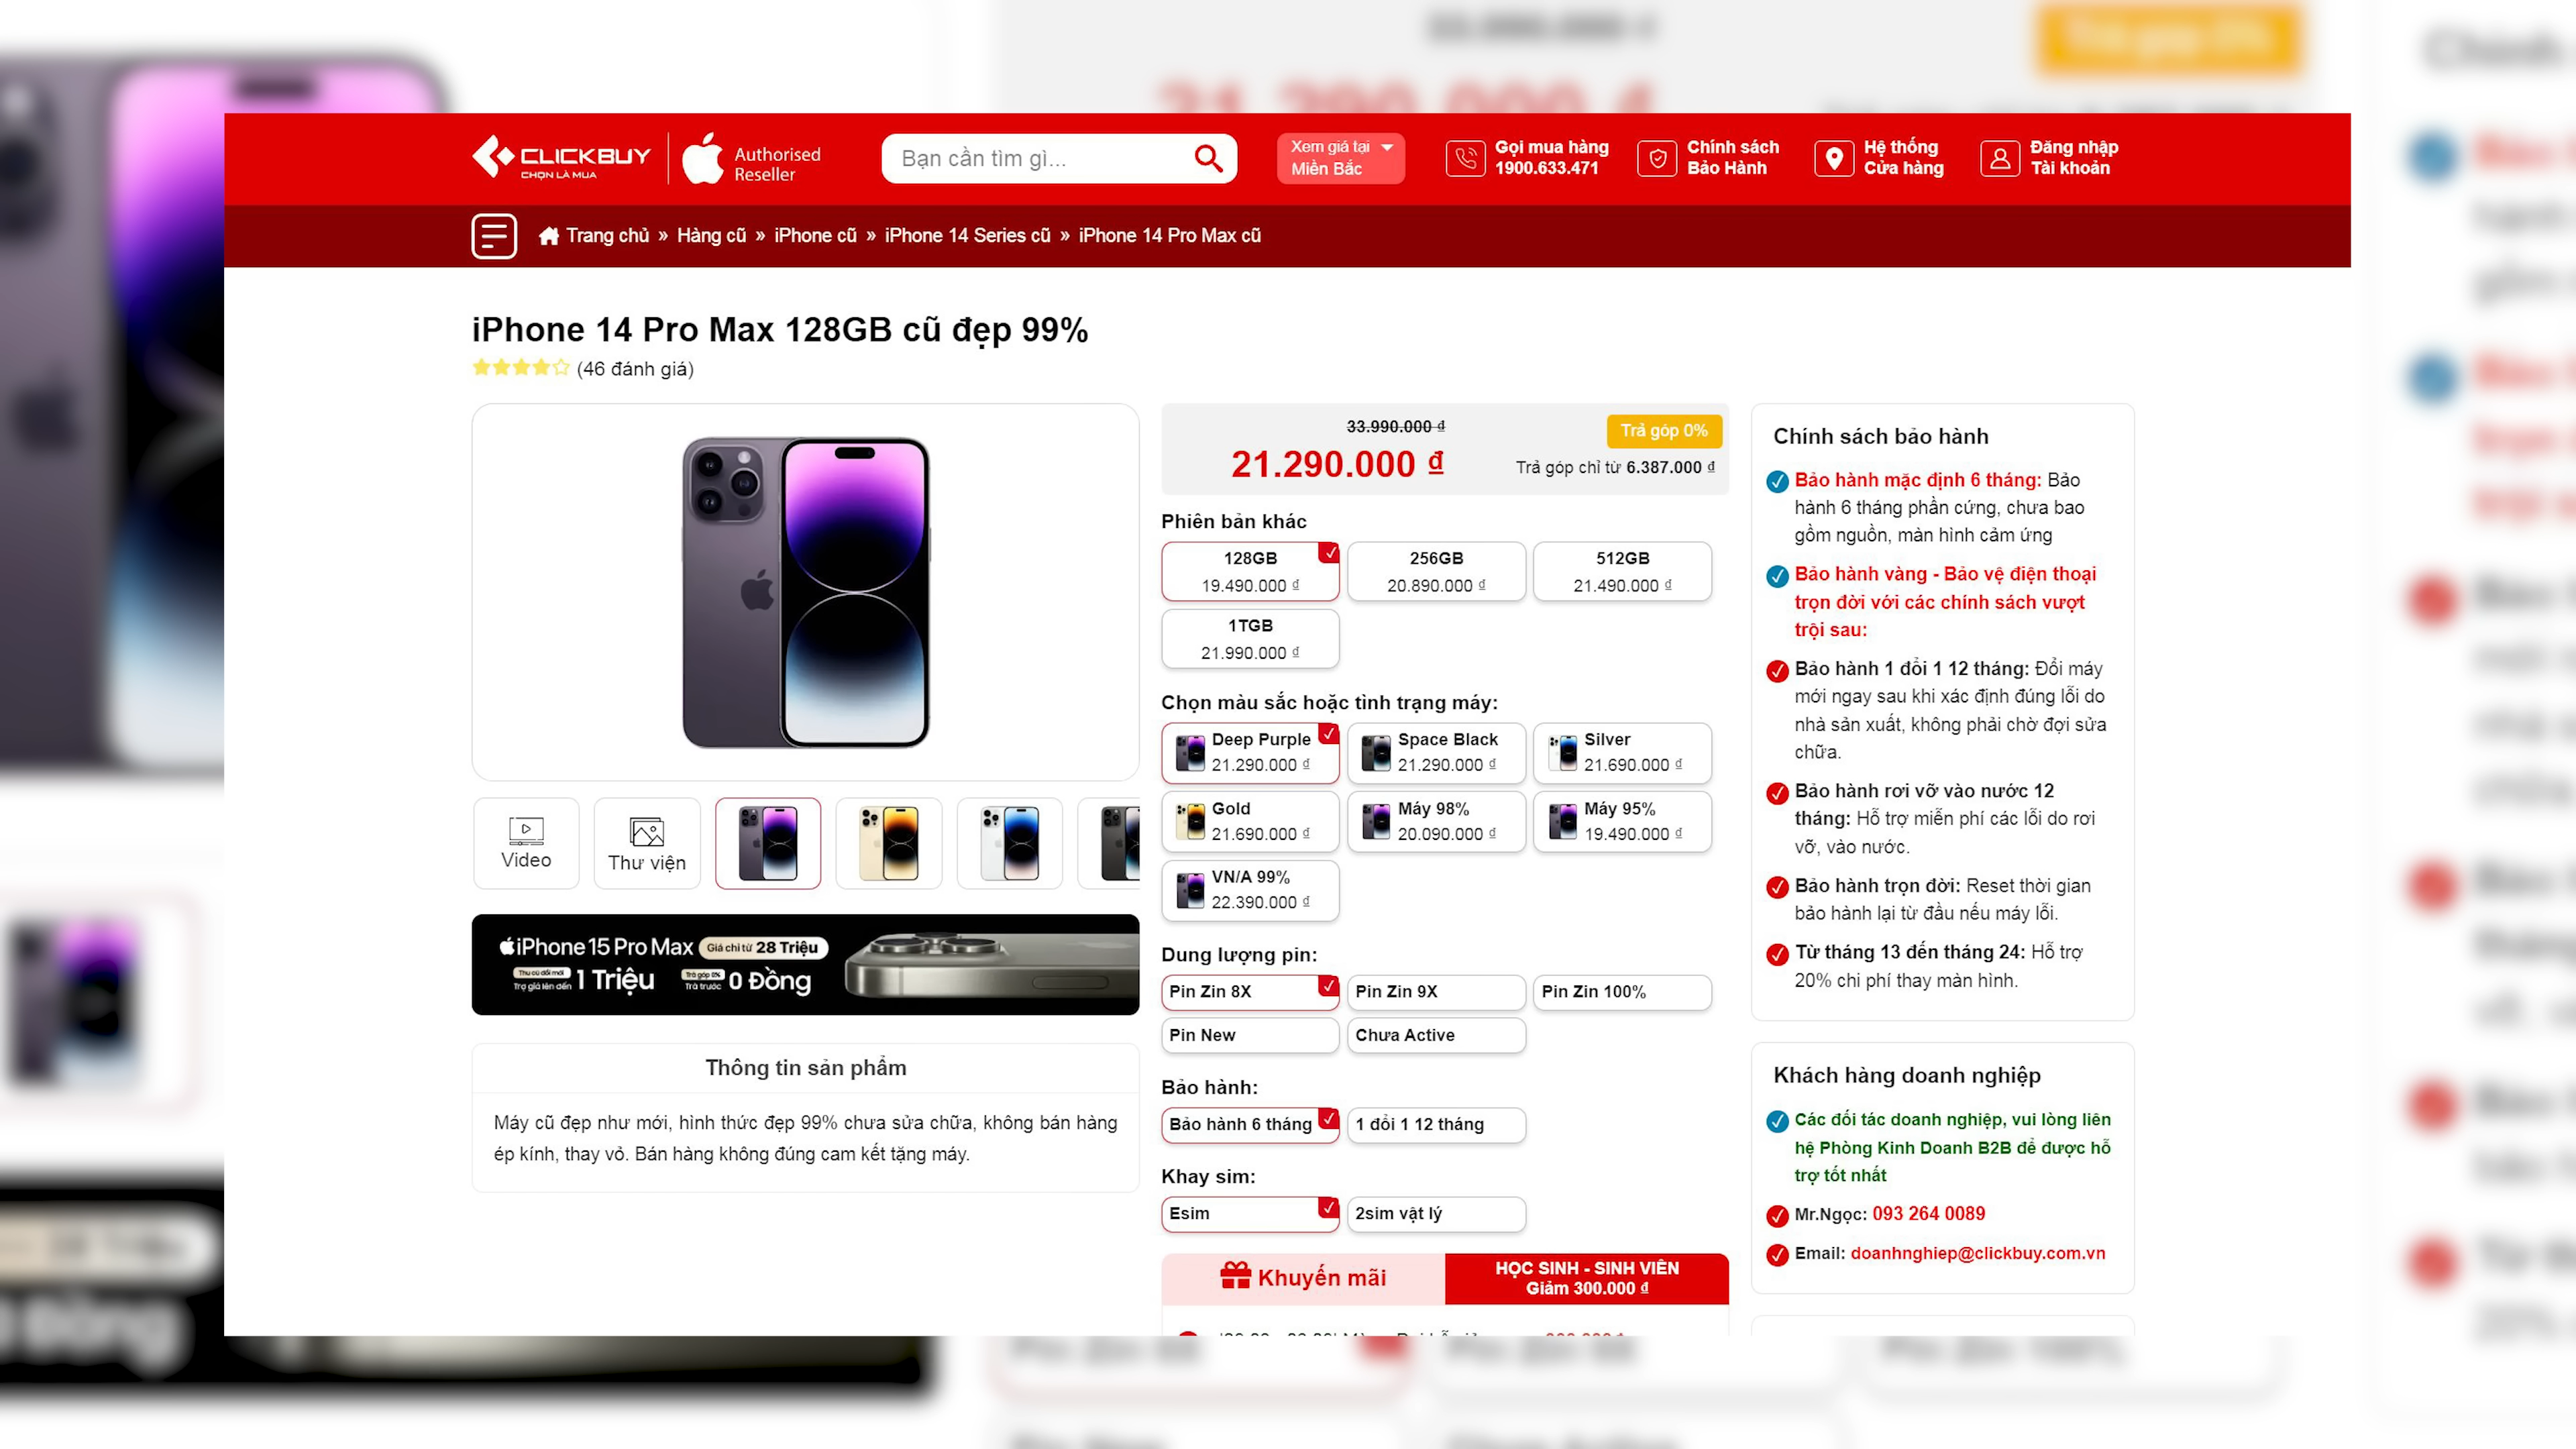 CLICKBUY
CHỌN LÀ MUA
Authorised
Reseller
Bạn cần tìm gì...
Xem giá tại
Miền Bắc
Gọi mua hàng
1900.633.471
Chính sách
Bảo Hành
Hệ thống
Cửa hàng
Đăng nhập
Tài khoản
Trang chủ » Hàng cũ » iPhone cũ » iPhone 14 Series cũ » iPhone 14 Pro Max cũ
iPhone 14 Pro Max 128GB cũ đẹp 99%
(46 đánh giá)
Video
Thư viện
iPhone 15 Pro Max Giá chỉ từ 28 Triệu
Thu cũ đổi mới
Trợ giá lên đến 1 Triệu
Trả góp 0%
Trả trước 0 Đồng
Thông tin sản phẩm
Máy cũ đẹp như mới, hình thức đẹp 99% chưa sửa chữa, không bán hàng
ép kính, thay vỏ. Bán hàng không đúng cam kết tặng máy.
33.990.000 ₫
21.290.000 ₫
Trả góp 0%
Trả góp chỉ từ 6.387.000 ₫
Phiên bản khác
128GB
19.490.000 ₫
256GB
20.890.000 ₫
512GB
21.490.000 ₫
1TGB
21.990.000 ₫
Chọn màu sắc hoặc tình trạng máy:
Deep Purple
21.290.000 ₫
Space Black
21.290.000 ₫
Silver
21.690.000 ₫
Gold
21.690.000 ₫
Máy 98%
20.090.000 ₫
Máy 95%
19.490.000 ₫
VN/A 99%
22.390.000 ₫
Dung lượng pin:
Pin Zin 8X
Pin Zin 9X
Pin Zin 100%
Pin New
Chưa Active
Bảo hành:
Bảo hành 6 tháng
1 đổi 1 12 tháng
Khay sim:
Esim
2sim vật lý
Khuyến mãi
HỌC SINH - SINH VIÊN
Giảm 300.000 ₫
Chính sách bảo hành
Bảo hành mặc định 6 tháng: Bảo
hành 6 tháng phần cứng, chưa bao
gồm nguồn, màn hình cảm ứng
Bảo hành vàng - Bảo vệ điện thoại
trọn đời với các chính sách vượt
trội sau:
Bảo hành 1 đổi 1 12 tháng: Đổi máy
mới ngay sau khi xác định đúng lỗi do
nhà sản xuất, không phải chờ đợi sửa
chữa.
Bảo hành rơi vỡ vào nước 12
tháng: Hỗ trợ miễn phí các lỗi do rơi
vỡ, vào nước.
Bảo hành trọn đời: Reset thời gian
bảo hành lại từ đầu nếu máy lỗi.
Từ tháng 13 đến tháng 24: Hỗ trợ
20% chi phí thay màn hình.
Khách hàng doanh nghiệp
Các đối tác doanh nghiệp, vui lòng liên
hệ Phòng Kinh Doanh B2B để được hỗ
trợ tốt nhất
Mr.Ngọc: 093 264 0089
Email: doanhnghiep@clickbuy.com.vn